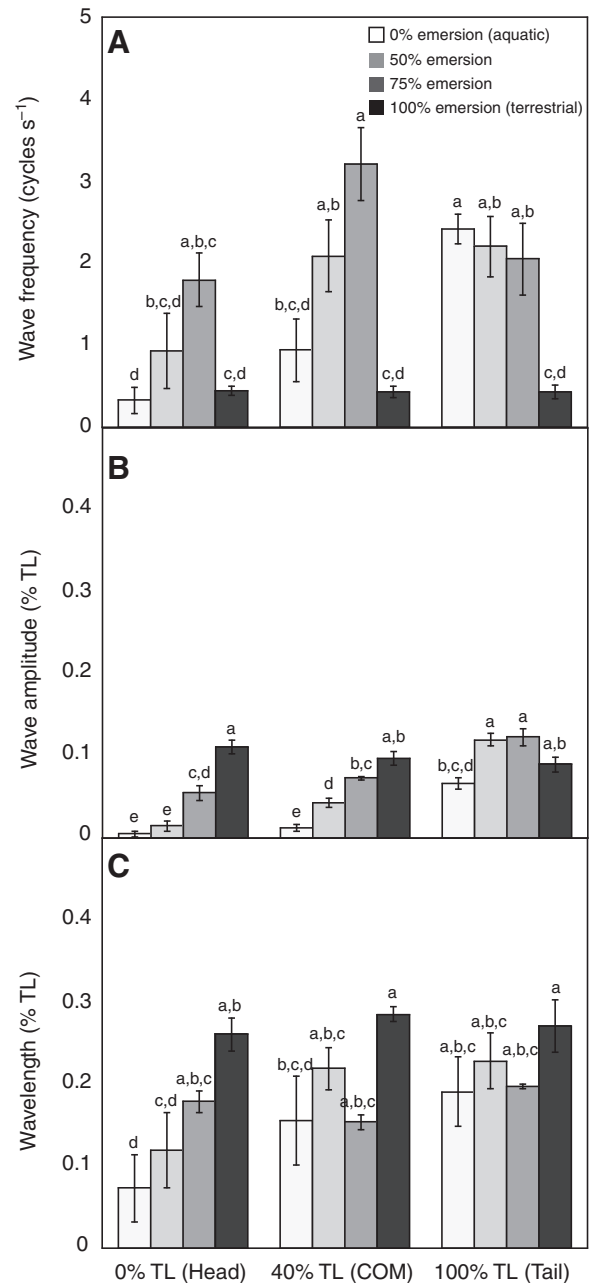 A
0% emersion (aquatic)
50% emersion
75% emersion
100% emersion (terrestrial)
Wave frequency (cycles s⁻¹)
5
4
3
2
1
0
d
b,c,d
a,b,c
c,d
b,c,d
a,b
a
c,d
a
a,b
a,b
c,d
B
Wave amplitude (% TL)
0.4
0.3
0.2
0.1
0
e
e
c,d
a
e
d
b,c
a,b
b,c,d
a
a
a,b
C
Wavelength (% TL)
0.4
0.3
0.2
0.1
0
d
c,d
a,b,c
a,b
b,c,d
a,b,c
a,b,c
a
a,b,c
a,b,c
a,b,c
a
0% TL (Head)
40% TL (COM)
100% TL (Tail)